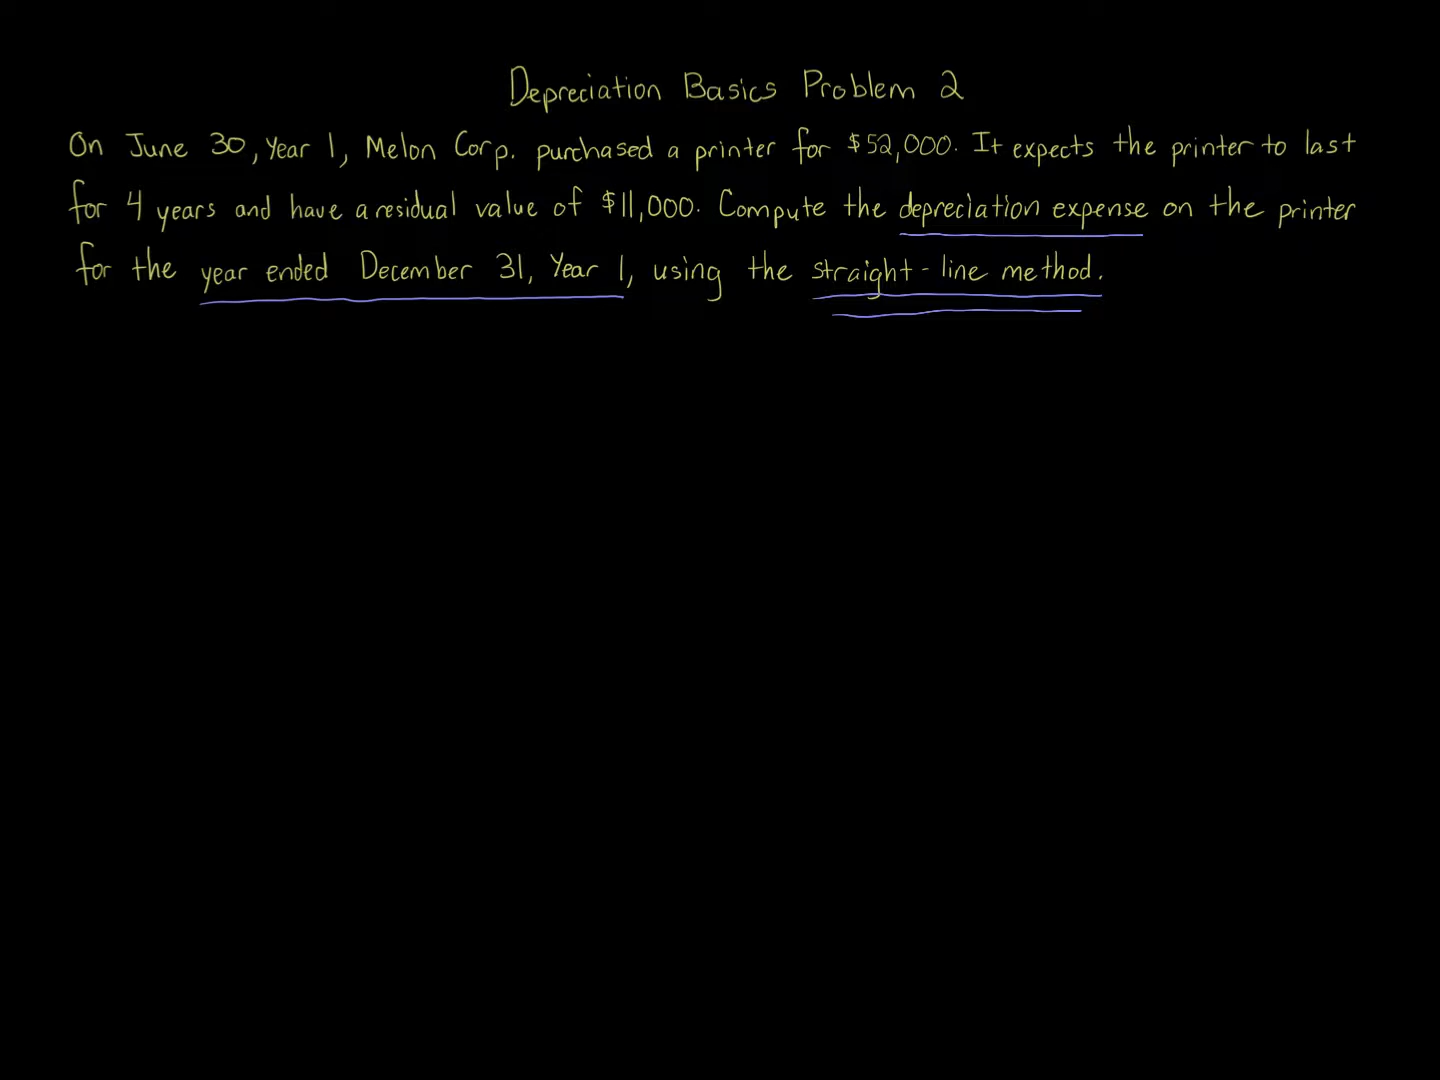 Depreciation Basics Problem 2
On June 30, Year 1, Melon Corp. purchased a printer for $52,000. It expects the printer to last
for 4 years and have a residual value of $11,000. Compute the depreciation expense on the printer
for the year ended December 31, Year 1, using the straight-line method.